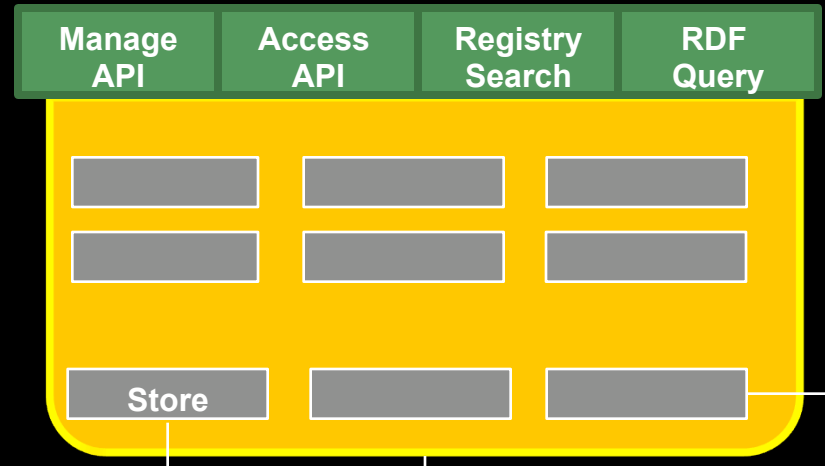 Manage
API
Access
API
Registry
Search
RDF
Query
Store